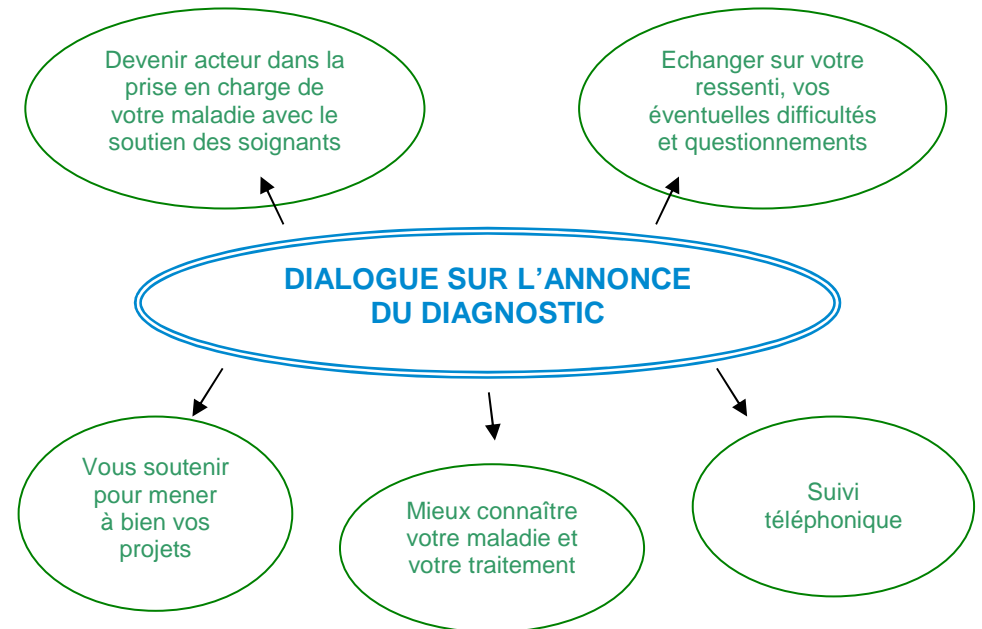 Devenir acteur dans la
prise en charge de
votre maladie avec le
soutien des soignants
Echanger sur votre
ressenti, vos
éventuelles difficultés
et questionnements
DIALOGUE SUR L’ANNONCE
DU DIAGNOSTIC
Vous soutenir
pour mener
à bien vos
projets
Mieux connaître
votre maladie et
votre traitement
Suivi
téléphonique